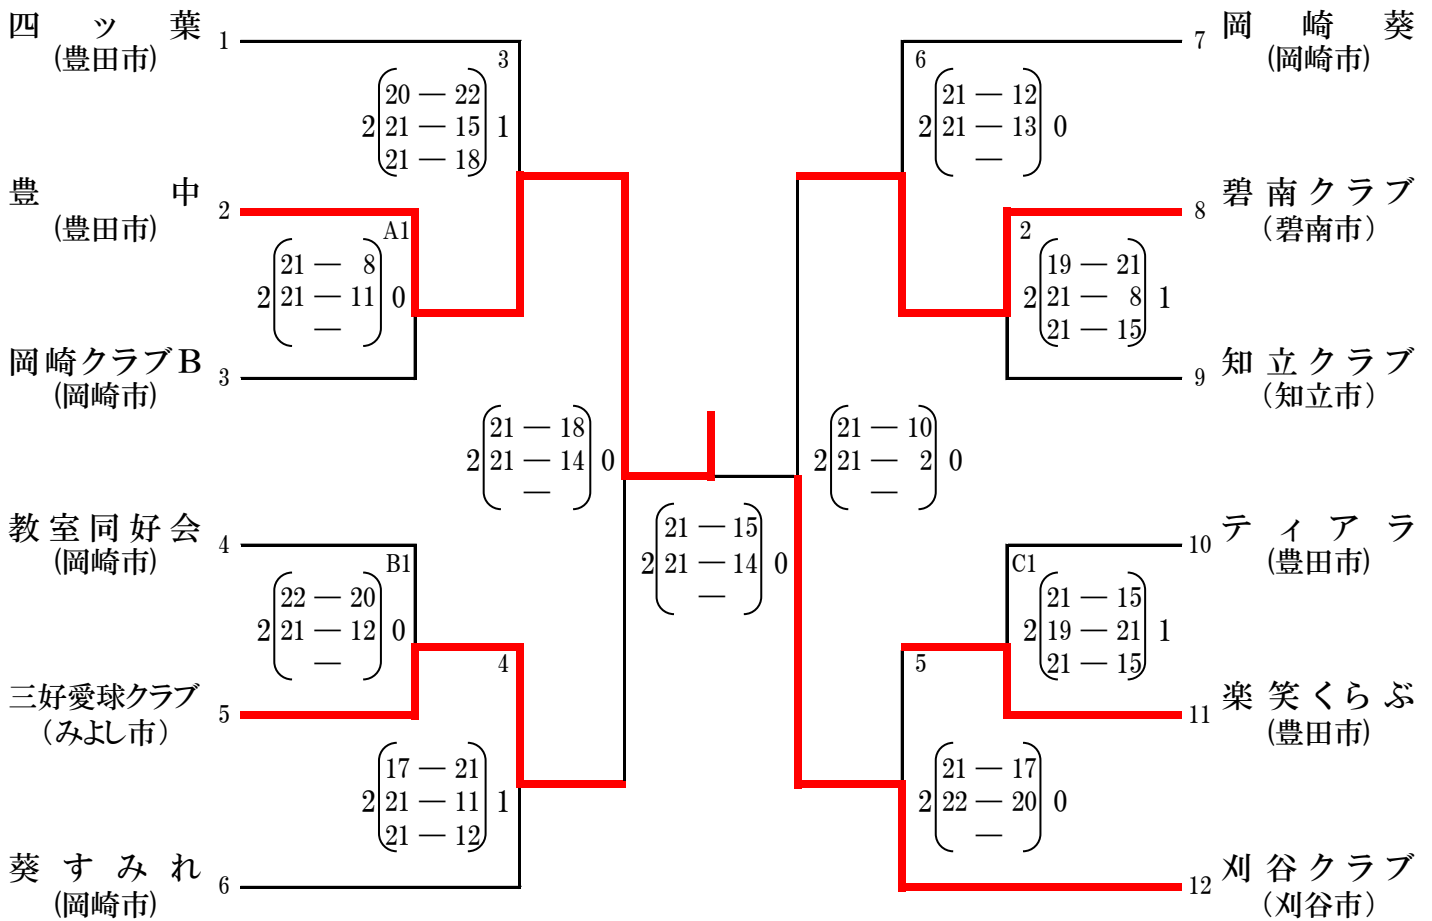 四ッ葉
(豊田市)
1
3
20 — 22
2 21 — 15 1
21 — 18
豊中
(豊田市)
2
A1
21 — 8
2 21 — 11 0
—
岡崎クラブB
(岡崎市)
3
21 — 18
2 21 — 14 0
—
教室同好会
(岡崎市)
4
B1
22 — 20
2 21 — 12 0
—
三好愛球クラブ
(みよし市)
5
4
17 — 21
2 21 — 11 1
21 — 12
葵すみれ
(岡崎市)
6
21 — 15
2 21 — 14 0
—
岡崎葵
(岡崎市)
7
6
21 — 12
2 21 — 13 0
—
碧南クラブ
(碧南市)
8
2
19 — 21
2 21 — 8 1
21 — 15
知立クラブ
(知立市)
9
21 — 10
2 21 — 2 0
—
ティアラ
(豊田市)
10
C1
21 — 15
2 19 — 21 1
21 — 15
楽笑くらぶ
(豊田市)
11
5
21 — 17
2 22 — 20 0
—
刈谷クラブ
(刈谷市)
12